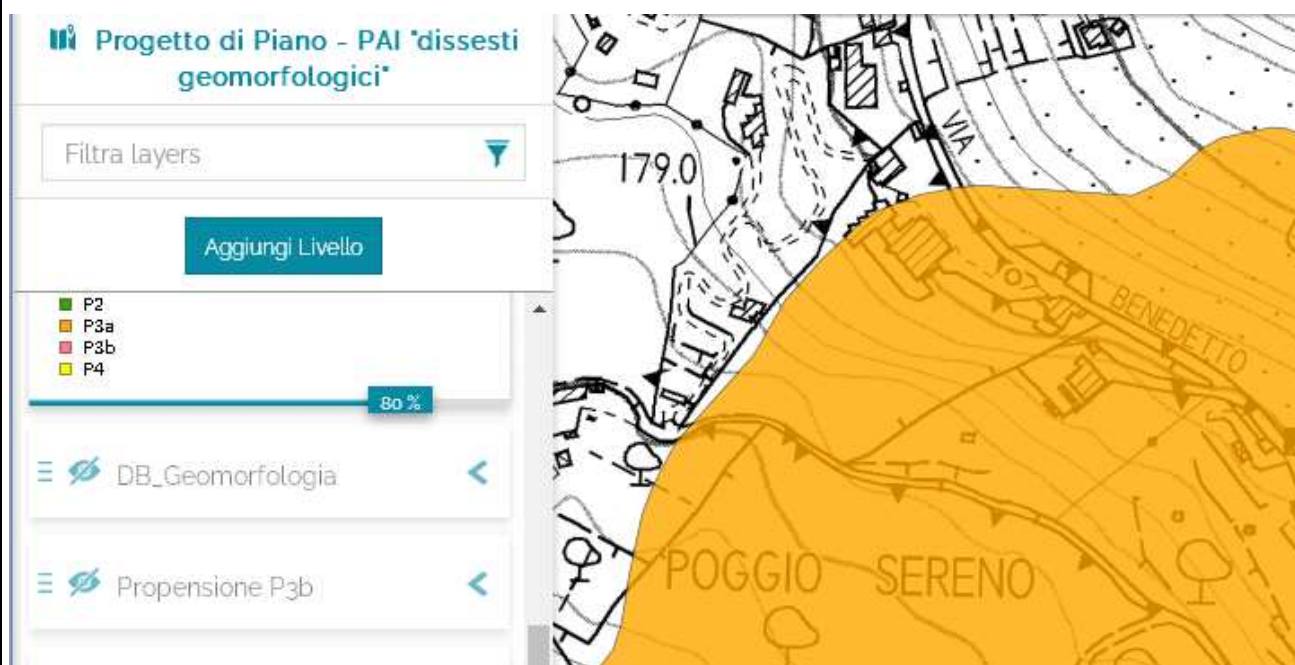 Progetto di Piano - PAI "dissesti
geomorfologici"
Filtra layers
Aggiungi Livello
P2
P3a
P3b
P4
80 %
DB_Geomorfologia
Propensione P3b
179.0
VIA
BENEDETTO
POGGIO SERENO